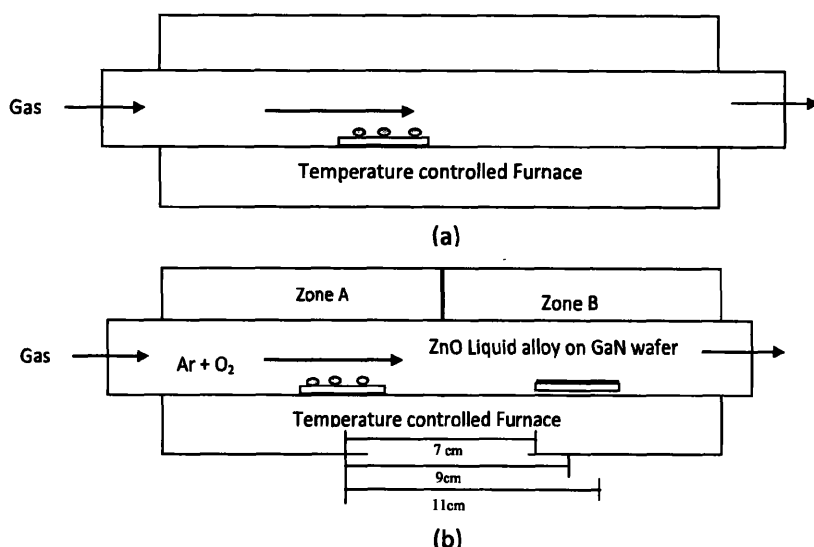 Gas
Temperature controlled Furnace
(a)
Zone A
Zone B
Gas
Ar + O₂
ZnO Liquid alloy on GaN wafer
Temperature controlled Furnace
7 cm
9cm
11cm
(b)